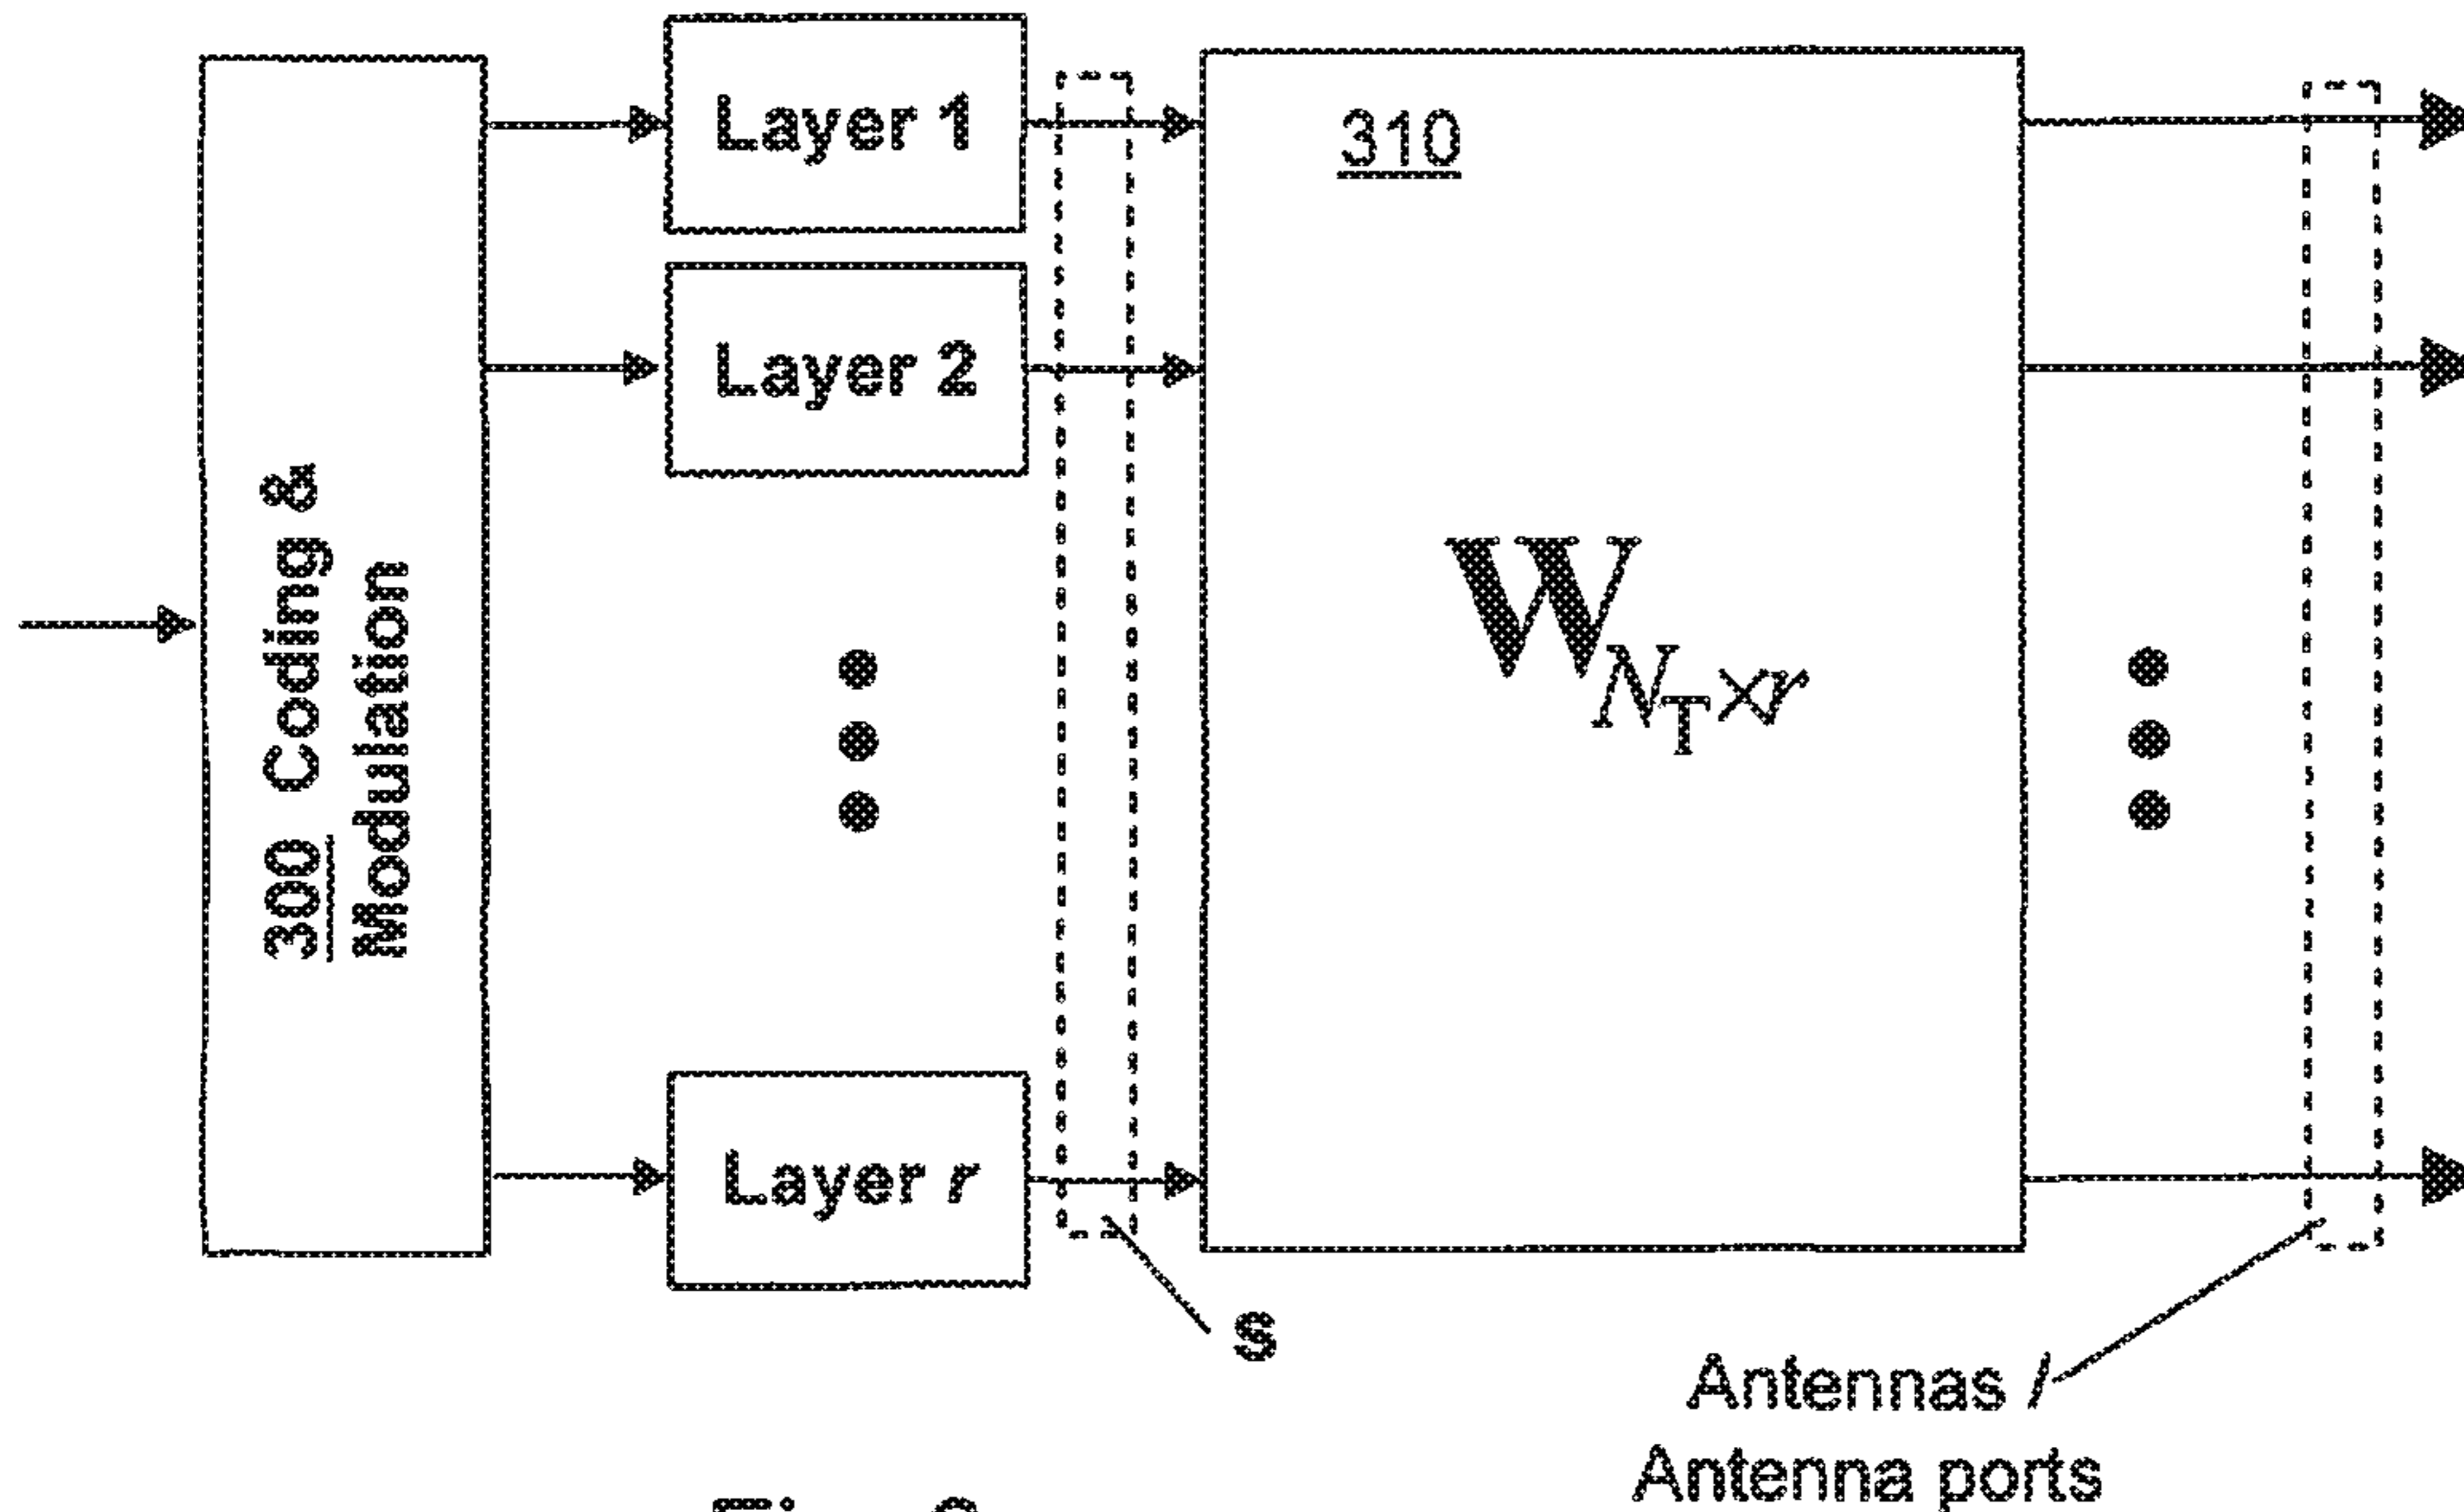 300 Coding &
Modulation
Layer 1
Layer 2
Layer r
310
W_{N_T×r}
s
Antennas /
Antenna ports